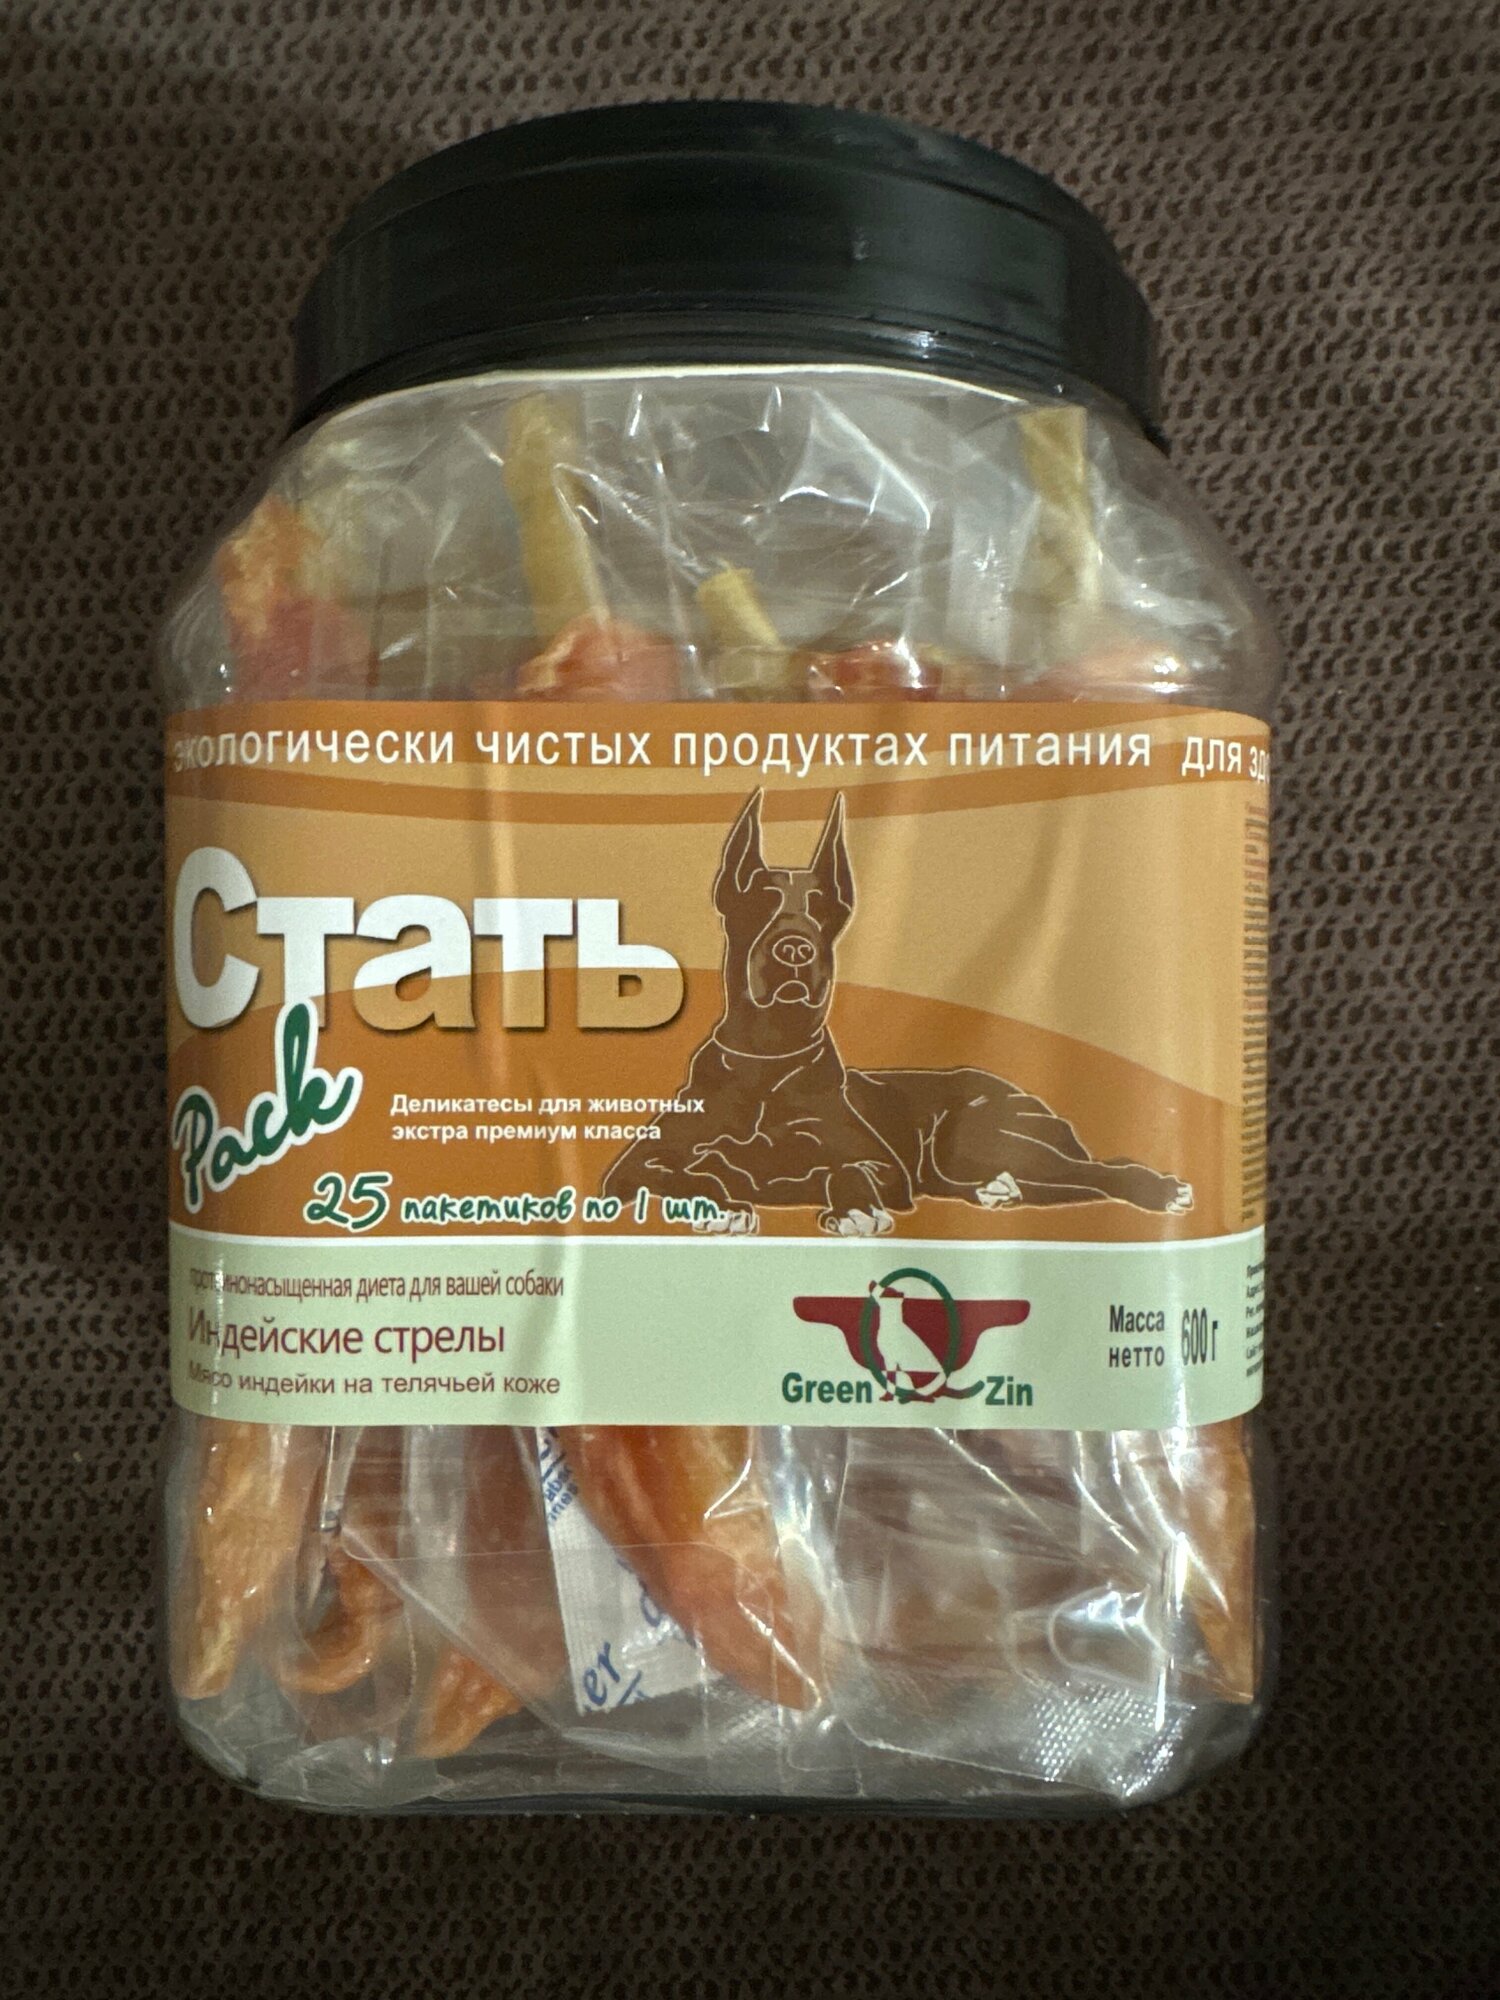 экологически чистых продуктах питания для
Стать
Pack
Деликатесы для животных
экстра премиум класса
25 пакетиков по 1 шт.
протеинонасыщенная диета для вашей собаки
Индейские стрелы
Мясо индейки на телячьей коже
Green Zin
Масса
нетто 600 г